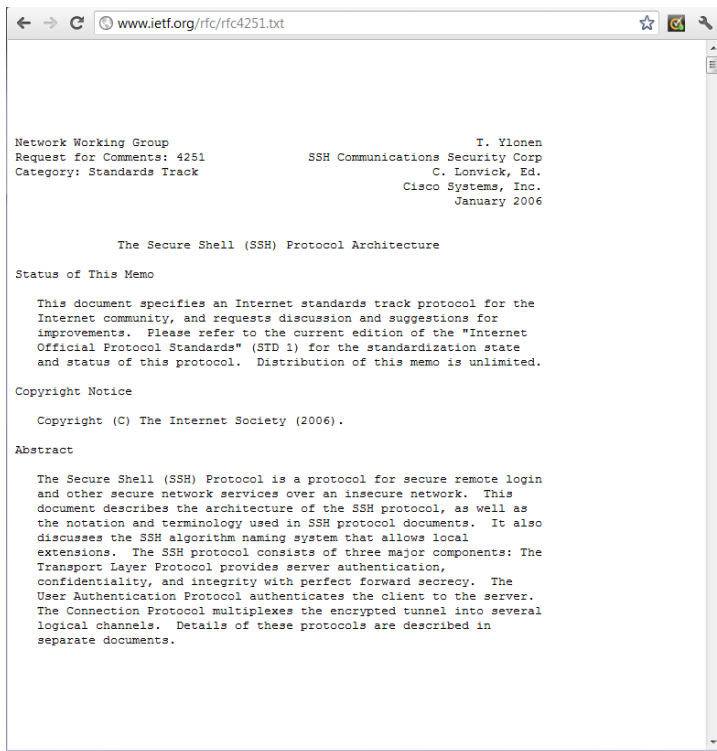 www.ietf.org/rfc/rfc4251.txt
Network Working Group T. Ylonen
Request for Comments: 4251 SSH Communications Security Corp
Category: Standards Track C. Lonvick, Ed.
Cisco Systems, Inc.
January 2006
The Secure Shell (SSH) Protocol Architecture
Status of This Memo
This document specifies an Internet standards track protocol for the
Internet community, and requests discussion and suggestions for
improvements. Please refer to the current edition of the "Internet
Official Protocol Standards" (STD 1) for the standardization state
and status of this protocol. Distribution of this memo is unlimited.
Copyright Notice
Copyright (C) The Internet Society (2006).
Abstract
The Secure Shell (SSH) Protocol is a protocol for secure remote login
and other secure network services over an insecure network. This
document describes the architecture of the SSH protocol, as well as
the notation and terminology used in SSH protocol documents. It also
discusses the SSH algorithm naming system that allows local
extensions. The SSH protocol consists of three major components: The
Transport Layer Protocol provides server authentication,
confidentiality, and integrity with perfect forward secrecy. The
User Authentication Protocol authenticates the client to the server.
The Connection Protocol multiplexes the encrypted tunnel into several
logical channels. Details of these protocols are described in
separate documents.